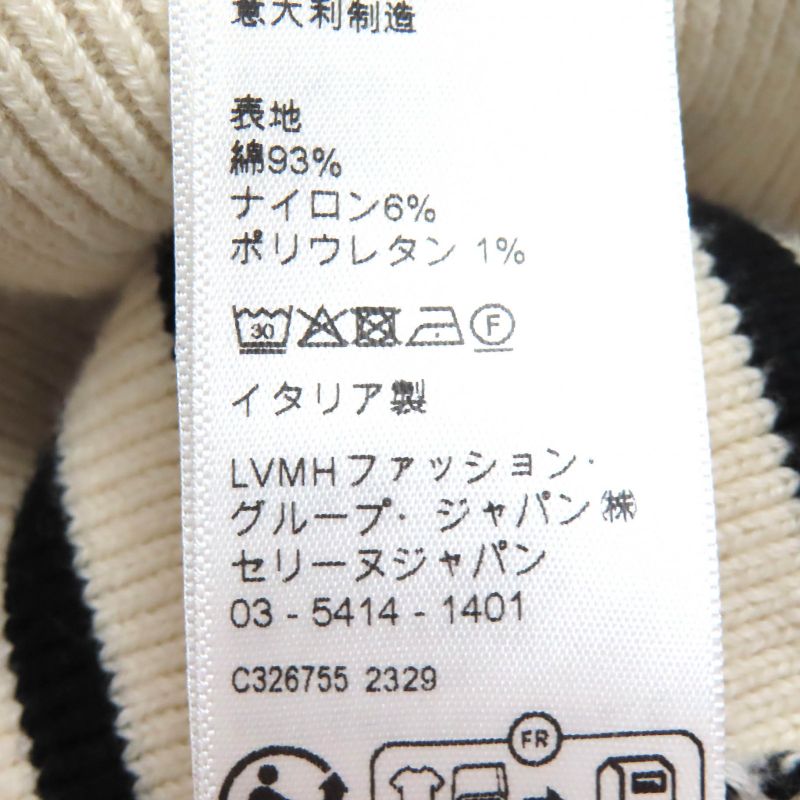 意大利制造
表地
綿93%
ナイロン6%
ポリウレタン 1%
30 F
イタリア製
LVMHファッション・
グループ・ジャパン㈱
セリーヌジャパン
03 - 5414 - 1401
C326755 2329
FR